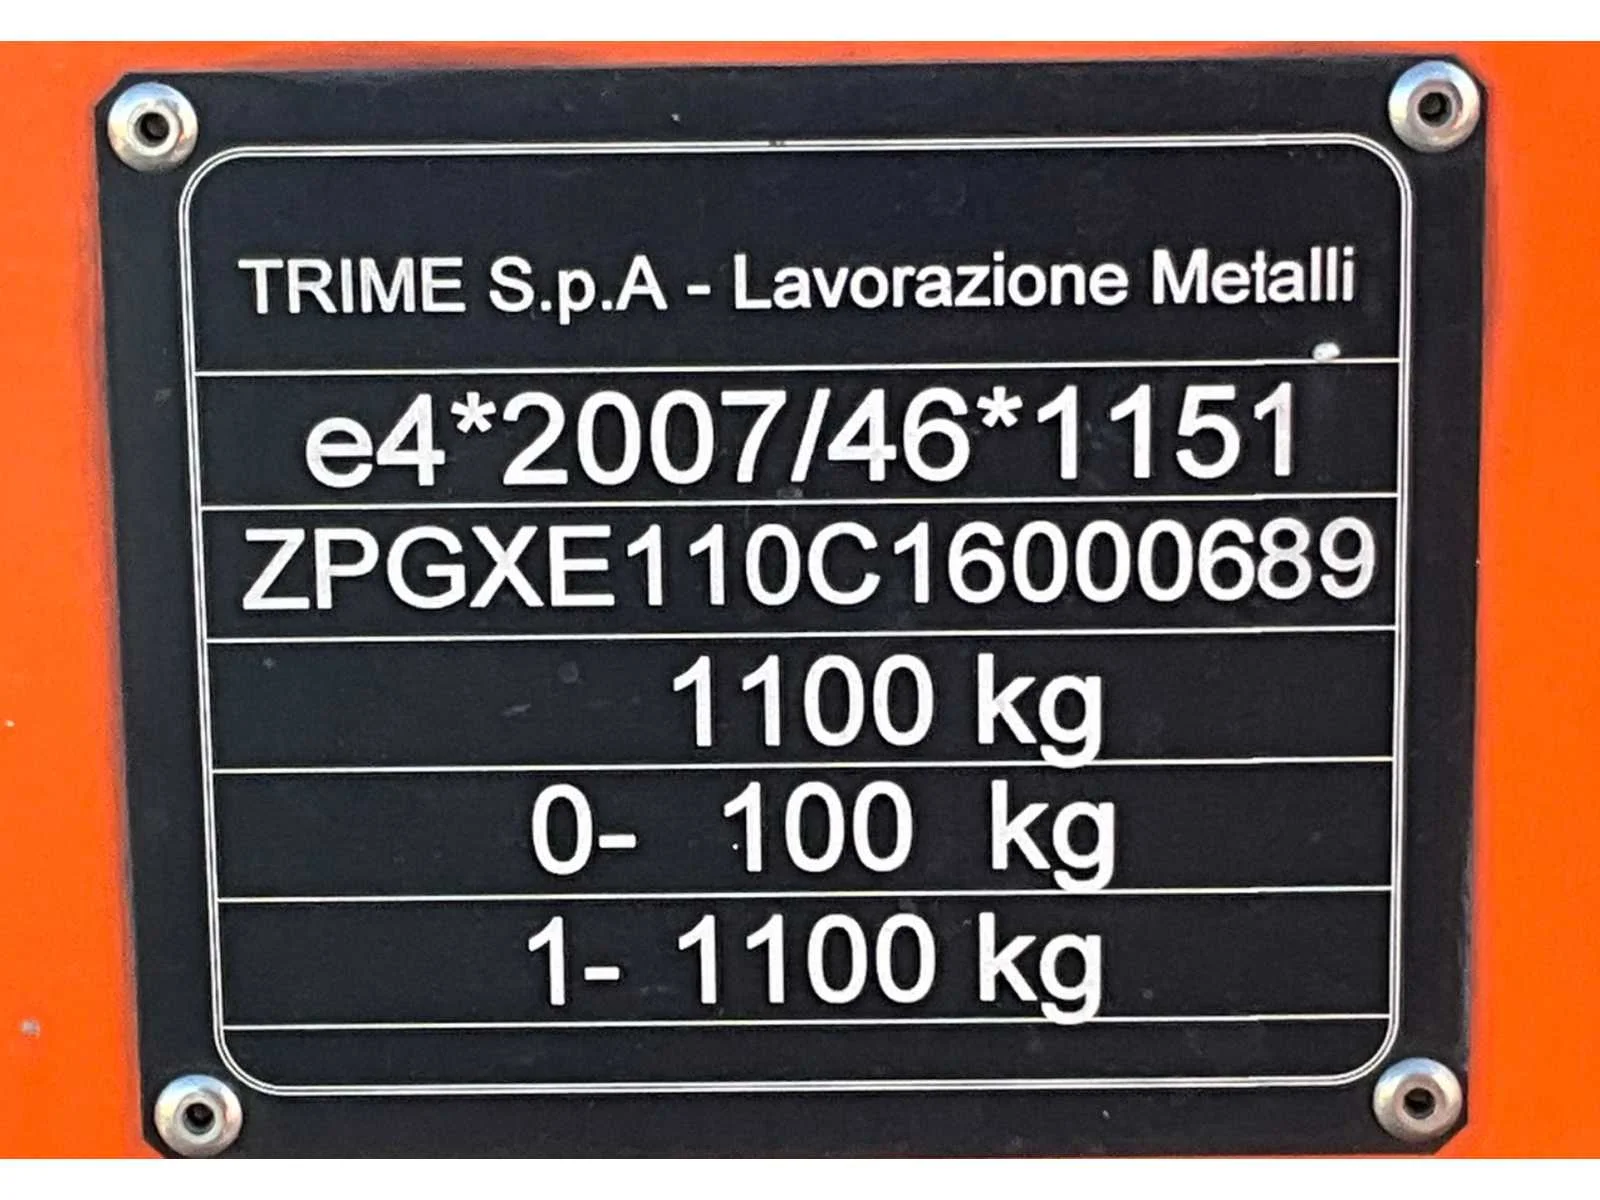 TRIME S.p.A - Lavorazione Metalli
e4*2007/46*1151
ZPGXE110C16000689
1100 kg
0- 100 kg
1- 1100 kg